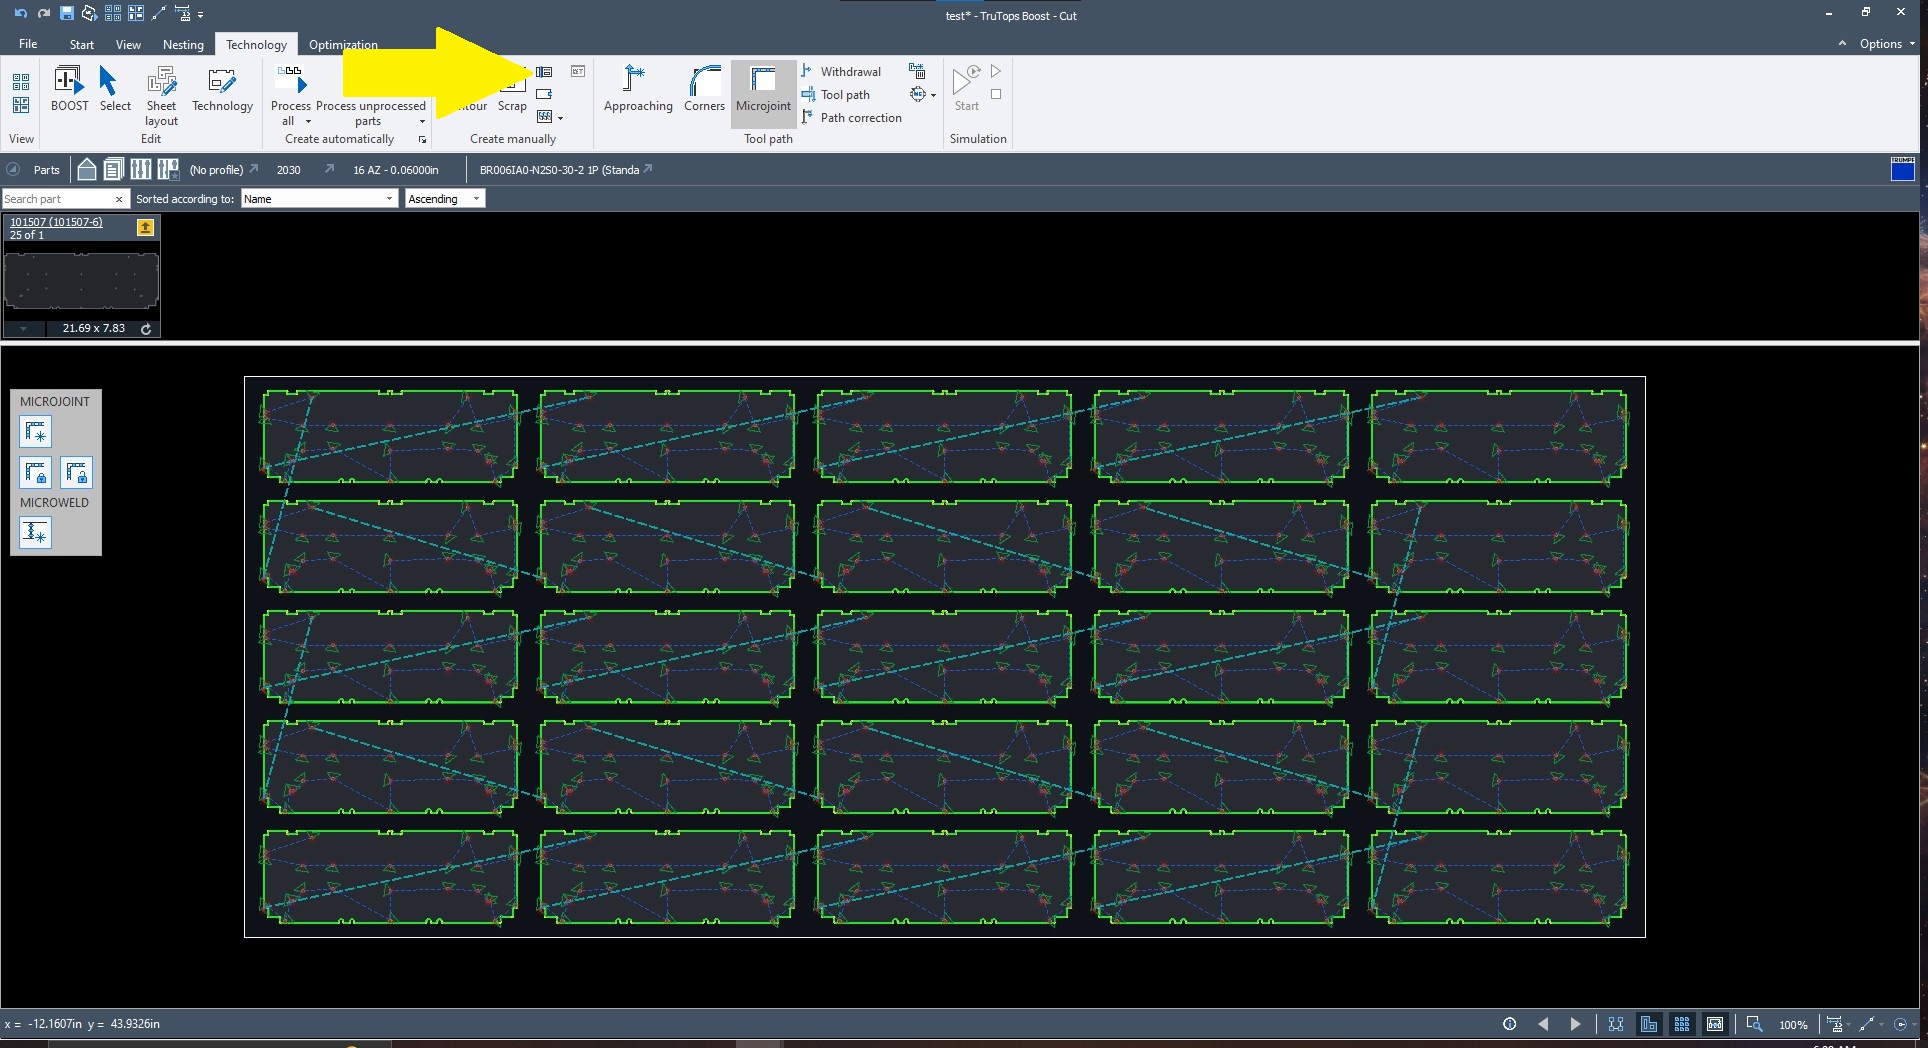 test* - TruTops Boost - Cut
File Start View Nesting Technology Optimization Options
BOOST Select Sheet layout Technology
Process all Process unprocessed parts
Scrap
Approaching Corners Microjoint
Withdrawal
Tool path
Path correction
Start
View Edit Create automatically Create manually Tool path Simulation
Parts (No profile) 2030 16 AZ - 0.06000in BR006IA0-N2S0-30-2 1P (Standa
TRUMPF
Search part Sorted according to: Name Ascending
101507 (101507-6)
25 of 1
21.69 x 7.83
MICROJOINT
MICROWELD
x = -12.1607in y = 43.9326in
100%